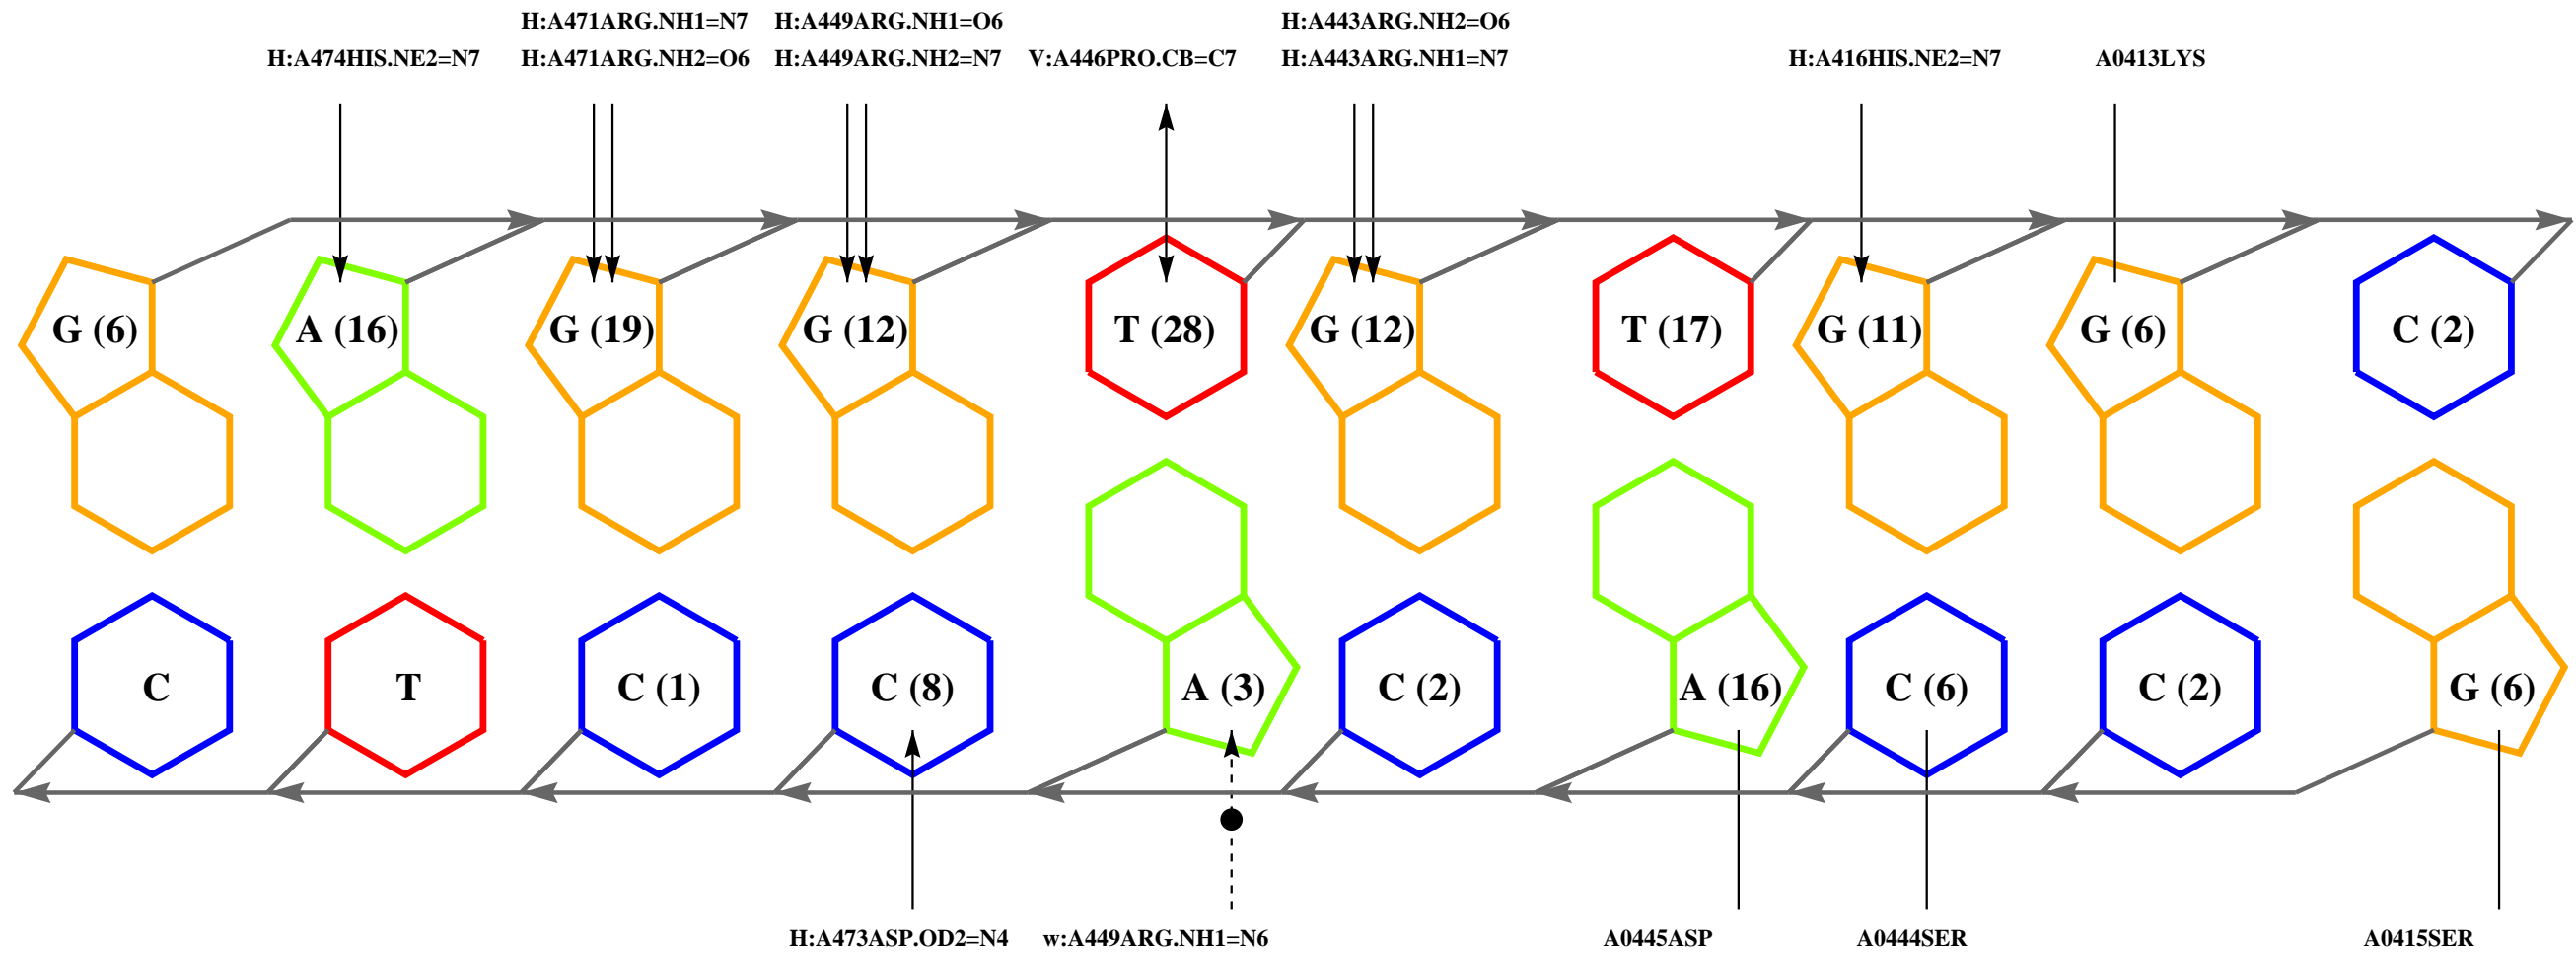 H:A471ARG.NH1=N7 H:A449ARG.NH1=O6 H:A443ARG.NH2=O6
H:A474HIS.NE2=N7 H:A471ARG.NH2=O6 H:A449ARG.NH2=N7 V:A446PRO.CB=C7 H:A443ARG.NH1=N7 H:A416HIS.NE2=N7 A0413LYS
G (6) A (16) G (19) G (12) T (28) G (12) T (17) G (11) G (6) C (2)
C T C (1) C (8) A (3) C (2) A (16) C (6) C (2) G (6)
H:A473ASP.OD2=N4 w:A449ARG.NH1=N6 A0445ASP A0444SER A0415SER